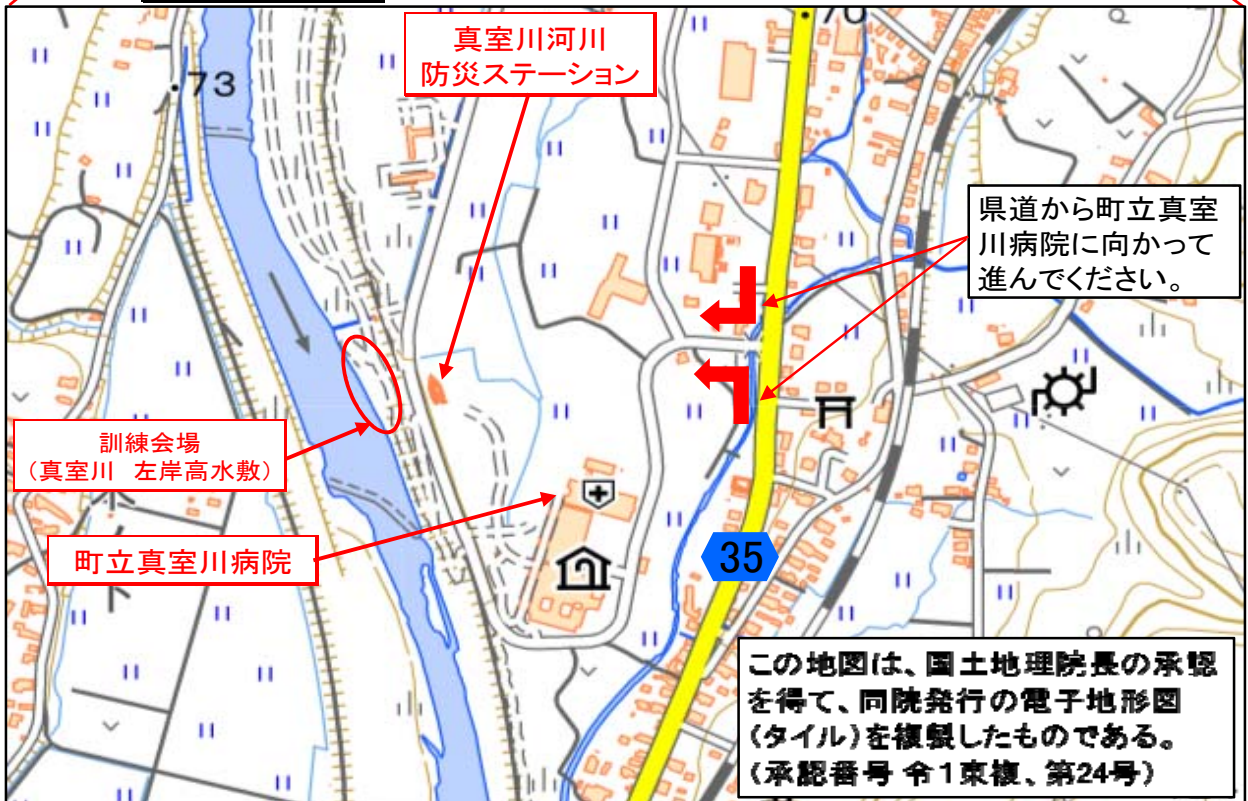 真室川河川
防災ステーション
70
73
県道から町立真室
川病院に向かって
進んでください。
訓練会場
(真室川 左岸高水敷)
町立真室川病院
35
この地図は、国土地理院長の承認
を得て、同院発行の電子地形図
(タイル)を複製したものである。
(承認番号 令1東複、第24号)